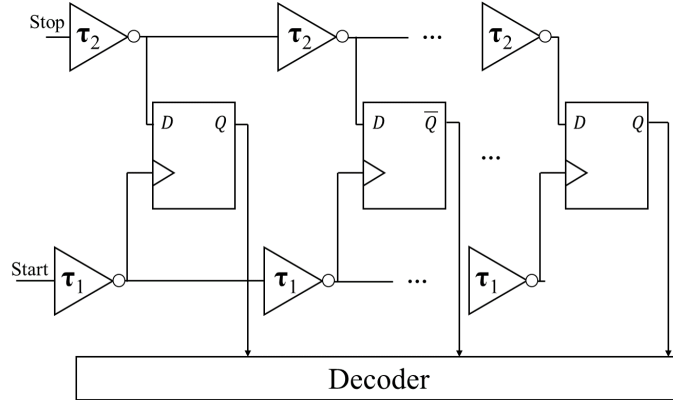 Stop
τ2 τ2 ... τ2
D Q D Q̅ D Q
...
Start
τ1 τ1 ... τ1
Decoder